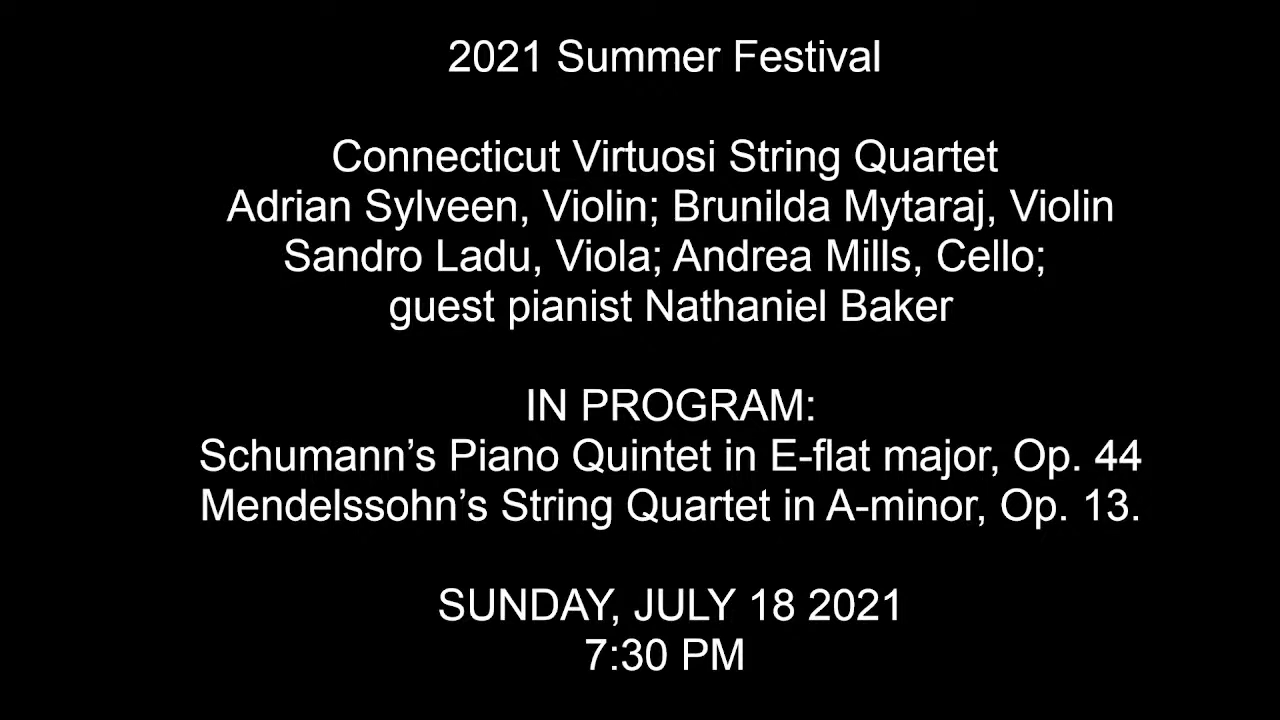 2021 Summer Festival
Connecticut Virtuosi String Quartet
Adrian Sylveen, Violin; Brunilda Mytaraj, Violin
Sandro Ladu, Viola; Andrea Mills, Cello;
guest pianist Nathaniel Baker
IN PROGRAM:
Schumann’s Piano Quintet in E-flat major, Op. 44
Mendelssohn’s String Quartet in A-minor, Op. 13.
SUNDAY, JULY 18 2021
7:30 PM